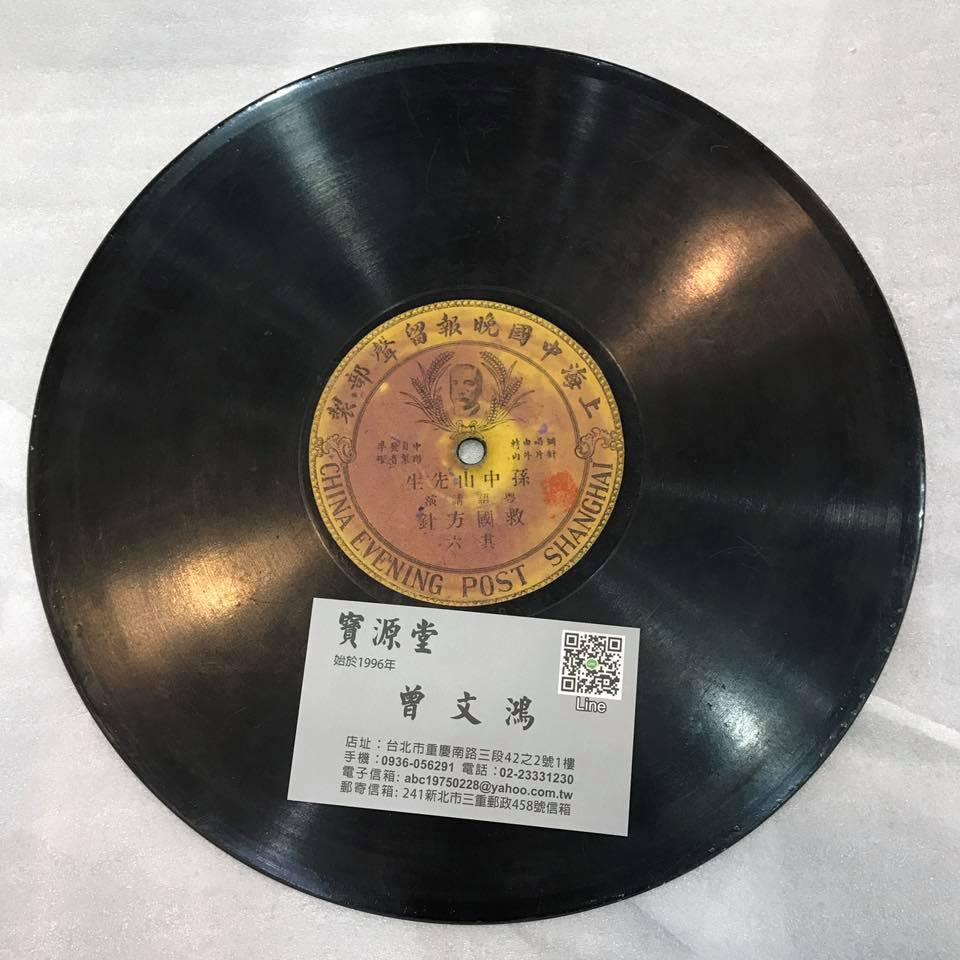 上海中國晚報留聲部製
孫中山先生
粵語講演
救國方針
其六
CHINA EVENING POST SHANGHAI
寶源堂
始於1996年
曾文鴻
Line
店址：台北市重慶南路三段42之2號1樓
手機：0936-056291 電話：02-23331230
電子信箱: abc19750228@yahoo.com.tw
郵寄信箱: 241新北市三重郵政458號信箱